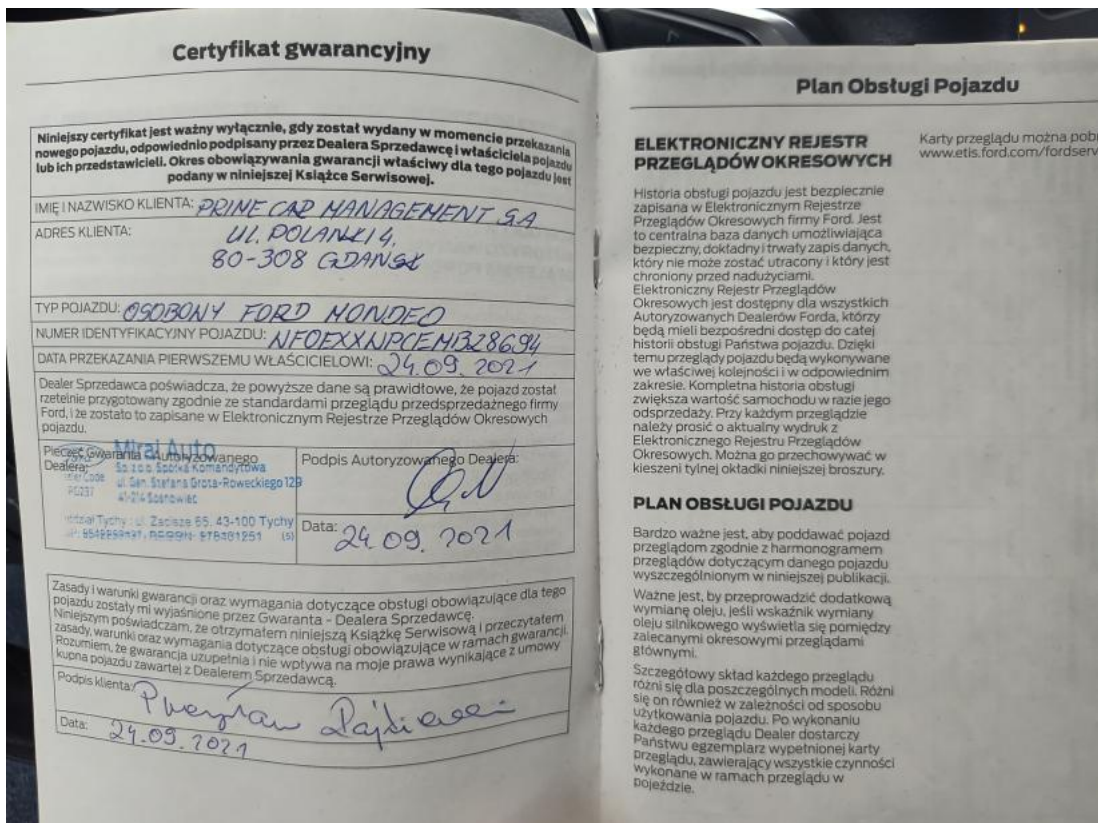 Certyfikat gwarancyjny
Niniejszy certyfikat jest ważny wyłącznie, gdy został wydany w momencie przekazania
nowego pojazdu, odpowiednio podpisany przez Dealera Sprzedawcę i właściciela pojazdu
lub ich przedstawicieli. Okres obowiązywania gwarancji właściwy dla tego pojazdu jest
podany w niniejszej Książce Serwisowej.
IMIĘ I NAZWISKO KLIENTA: PRIME CAR MANAGEMENT S.A
ADRES KLIENTA: UL. POLANKI 4,
80-308 GDAŃSK
TYP POJAZDU: OSOBOWY FORD MONDEO
NUMER IDENTYFIKACYJNY POJAZDU: NF0EXXNPCEMB28694
DATA PRZEKAZANIA PIERWSZEMU WŁAŚCICIELOWI: 24.09.2021
Dealer Sprzedawca poświadcza, że powyższe dane są prawidłowe, że pojazd został
rzetelnie przygotowany zgodnie ze standardami przeglądu przedsprzedażnego firmy
Ford, i że zostało to zapisane w Elektronicznym Rejestrze Przeglądów Okresowych
pojazdu.
Pieczęć Gwaranta Autoryzowanego
Dealera:
Miraj Auto
Sp. z o.o. Spółka Komandytowa
ul. Gen. Stefana Grota-Roweckiego 129
41-214 Sosnowiec
Tychy: ul. Zacisze 65, 43-100 Tychy
Podpis Autoryzowanego Dealera:
Data: 24.09.2021
Zasady i warunki gwarancji oraz wymagania dotyczące obsługi obowiązujące dla tego
pojazdu zostały mi wyjaśnione przez Gwaranta - Dealera Sprzedawcę.
Niniejszym poświadczam, że otrzymałem niniejszą Książkę Serwisową i przeczytałem
zasady, warunki oraz wymagania dotyczące obsługi obowiązujące w ramach gwarancji.
Rozumiem, że gwarancja uzupełnia i nie wpływa na moje prawa wynikające z umowy
kupna pojazdu zawartej z Dealerem Sprzedawcą.
Podpis klienta:
Data: 24.09.2021
Plan Obsługi Pojazdu
ELEKTRONICZNY REJESTR
PRZEGLĄDÓW OKRESOWYCH
Historia obsługi pojazdu jest bezpiecznie
zapisana w Elektronicznym Rejestrze
Przeglądów Okresowych firmy Ford. Jest
to centralna baza danych umożliwiająca
bezpieczny, dokładny i trwały zapis danych,
który nie może zostać utracony i który jest
chroniony przed nadużyciami.
Elektroniczny Rejestr Przeglądów
Okresowych jest dostępny dla wszystkich
Autoryzowanych Dealerów Forda, którzy
będą mieli bezpośredni dostęp do całej
historii obsługi Państwa pojazdu. Dzięki
temu przeglądy pojazdu będą wykonywane
we właściwej kolejności i w odpowiednim
zakresie. Kompletna historia obsługi
zwiększa wartość samochodu w razie jego
odsprzedaży. Przy każdym przeglądzie
należy prosić o aktualny wydruk z
Elektronicznego Rejestru Przeglądów
Okresowych. Można go przechowywać w
kieszeni tylnej okładki niniejszej broszury.
PLAN OBSŁUGI POJAZDU
Bardzo ważne jest, aby poddawać pojazd
przeglądom zgodnie z harmonogramem
przeglądów dotyczącym danego pojazdu
wyszczególnionym w niniejszej publikacji.
Ważne jest, by przeprowadzić dodatkową
wymianę oleju, jeśli wskaźnik wymiany
oleju silnikowego wyświetla się pomiędzy
zalecanymi okresowymi przeglądami
głównymi.
Szczegółowy skład każdego przeglądu
różni się dla poszczególnych modeli. Różni
się on również w zależności od sposobu
użytkowania pojazdu. Po wykonaniu
każdego przeglądu Dealer dostarczy
Państwu egzemplarz wypełnionej karty
przeglądu, zawierający wszystkie czynności
wykonane w ramach przeglądu w
pojeździe.
Karty przeglądu można pob
www.etis.ford.com/fordserv